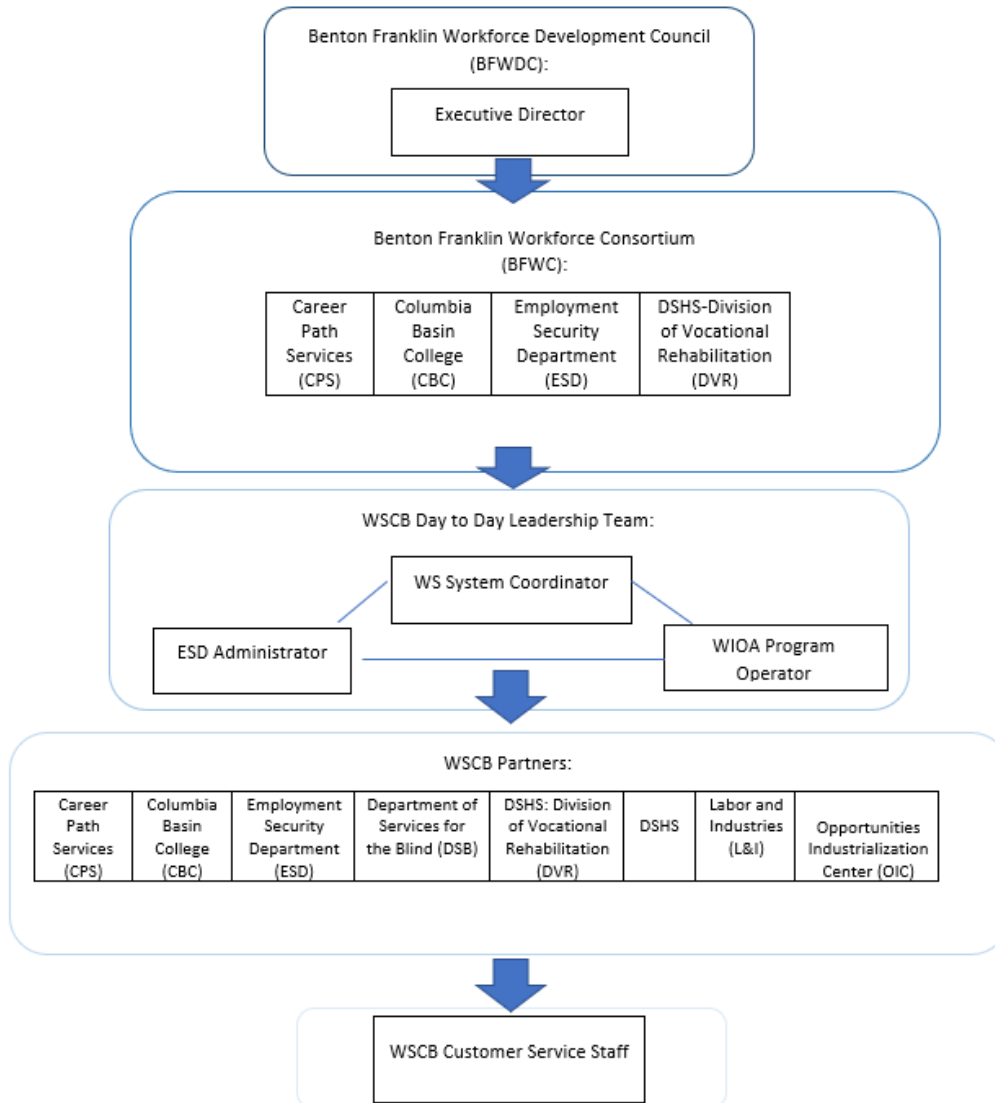 Benton Franklin Workforce Development Council
(BFWDC):
Executive Director
Benton Franklin Workforce Consortium
(BFWC):
Career
Path
Services
(CPS)
Columbia
Basin
College
(CBC)
Employment
Security
Department
(ESD)
DSHS-Division
of Vocational
Rehabilitation
(DVR)
WSCB Day to Day Leadership Team:
WS System Coordinator
ESD Administrator
WIOA Program
Operator
WSCB Partners:
Career
Path
Services
(CPS)
Columbia
Basin
College
(CBC)
Employment
Security
Department
(ESD)
Department of
Services for
the Blind (DSB)
DSHS: Division
of Vocational
Rehabilitation
(DVR)
DSHS
Labor and
Industries
(L&I)
Opportunities
Industrialization
Center (OIC)
WSCB Customer Service Staff